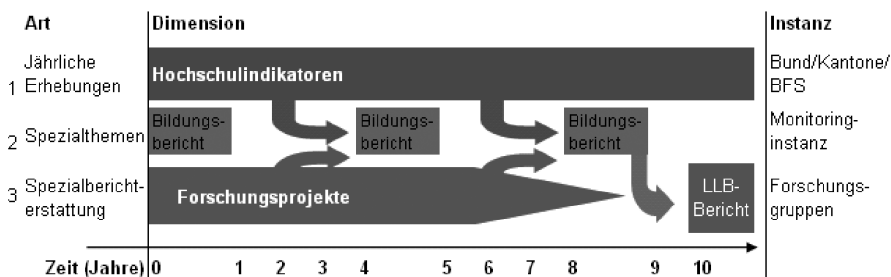 Art Dimension Instanz
1 Jährliche Erhebungen Hochschulindikatoren Bund/Kantone/ BFS
2 Spezialthemen Bildungs- bericht Bildungs- bericht Bildungs- bericht Monitoring- instanz
3 Spezialbericht- erstattung Forschungsprojekte LLB- Bericht Forschungs- gruppen
Zeit (Jahre) 0 1 2 3 4 5 6 7 8 9 10